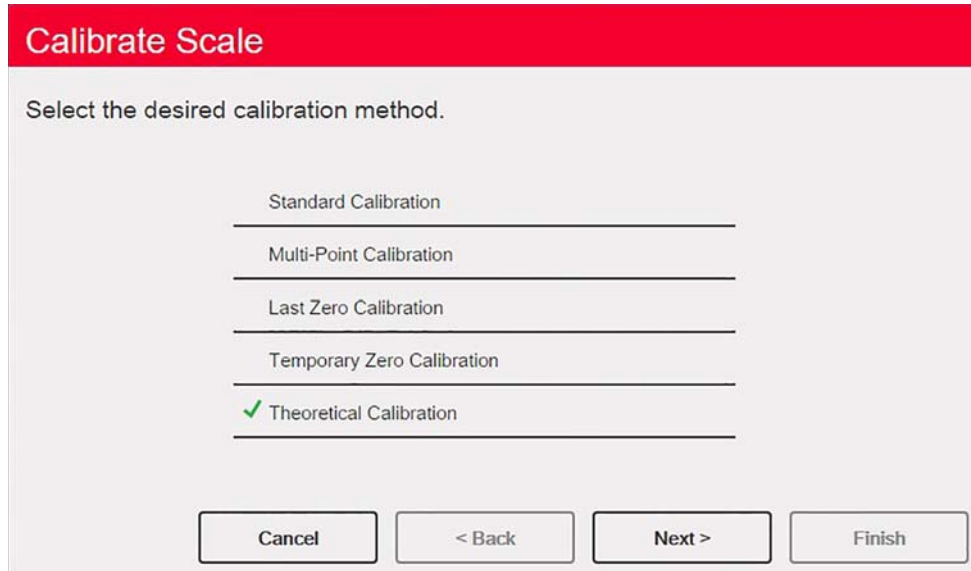 Calibrate Scale
Select the desired calibration method.
Standard Calibration
Multi-Point Calibration
Last Zero Calibration
Temporary Zero Calibration
Theoretical Calibration
Cancel
< Back
Next >
Finish